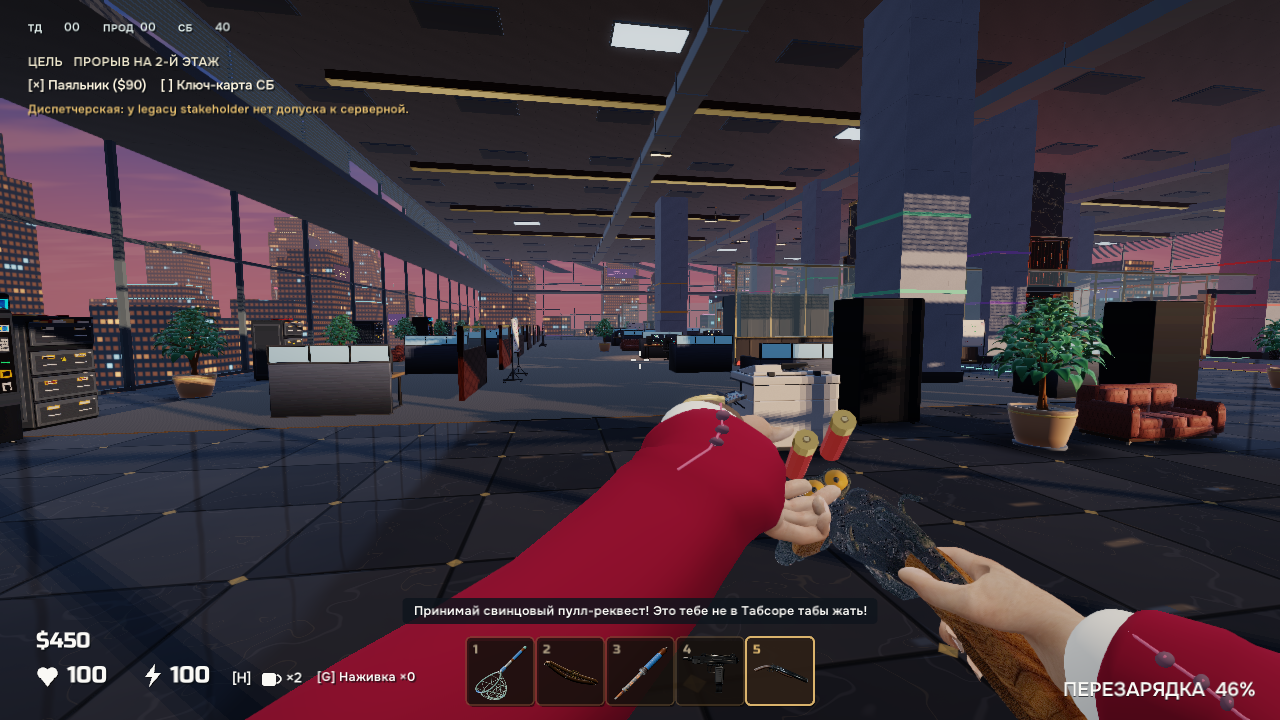 ТД 00 ПРОД 00 СБ 40
ЦЕЛЬ ПРОРЫВ НА 2-Й ЭТАЖ
[×] Паяльник ($90) [ ] Ключ-карта СБ
Диспетчерская: у legacy stakeholder нет допуска к серверной.
Принимай свинцовый пулл-реквест! Это тебе не в Табсоре табы жать!
$450
100 100 [H] ×2 [G] Наживка ×0
1 2 3 4 5
ПЕРЕЗАРЯДКА 46%